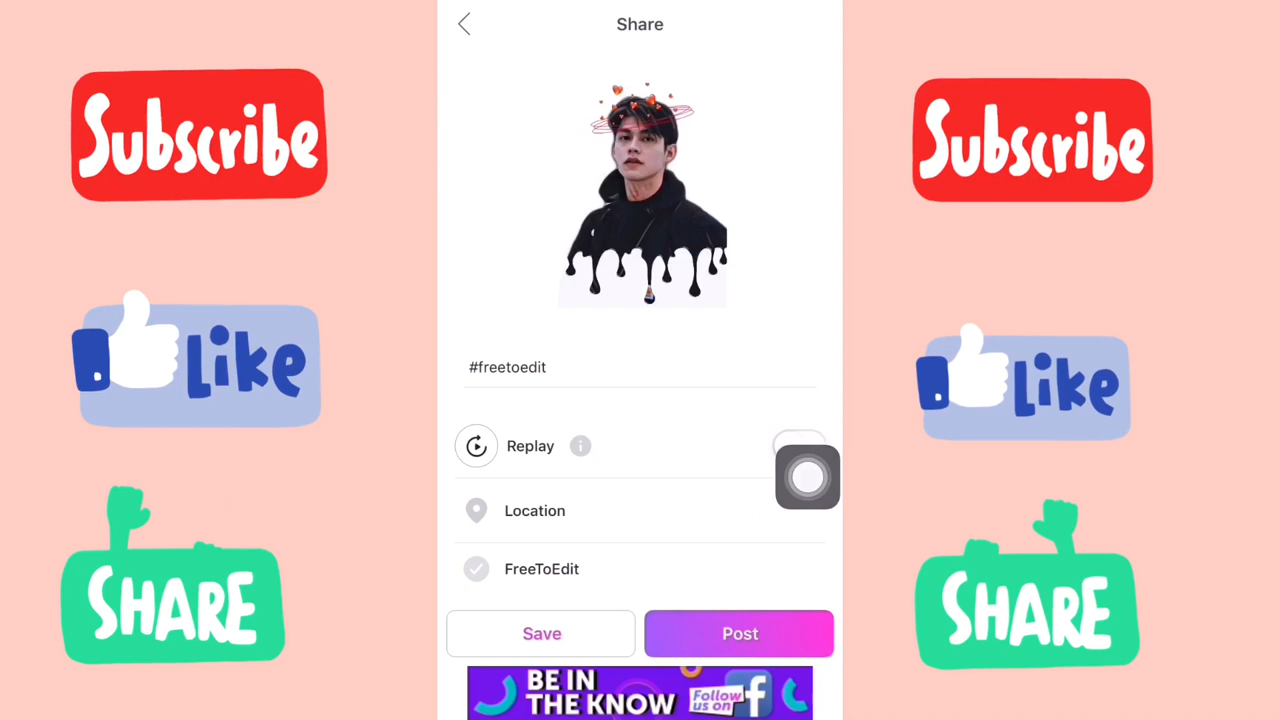 Subscribe
Like
SHARE
Share
#freetoedit
Replay
Location
FreeToEdit
Save
Post
BE IN
THE KNOW
Follow
us on
Subscribe
Like
SHARE